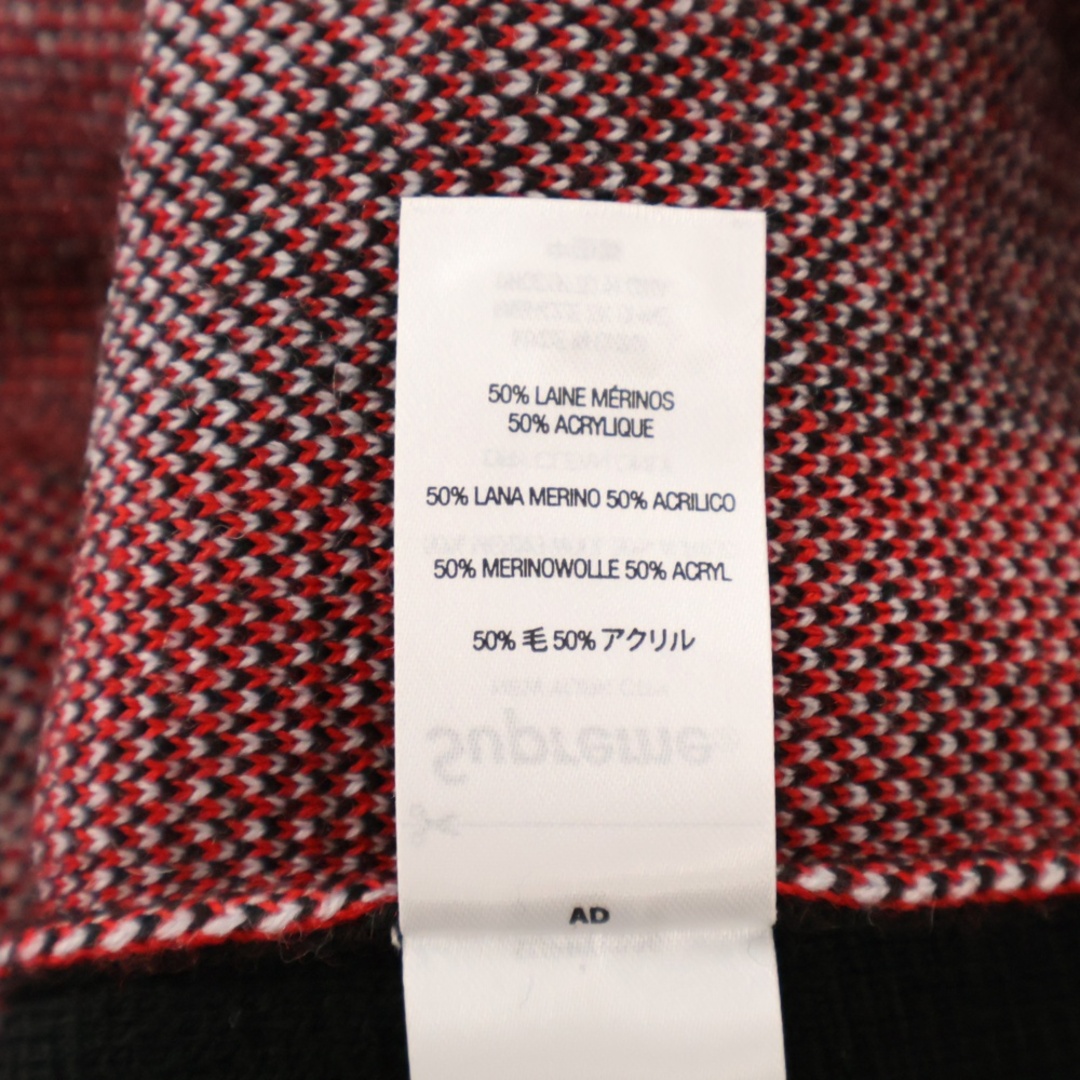 50% LAINE MÉRINOS
50% ACRYLIQUE
50% LANA MERINO 50% ACRILICO
50% MERINOWOLLE 50% ACRYL
50% 毛 50% アクリル
Supreme
AD